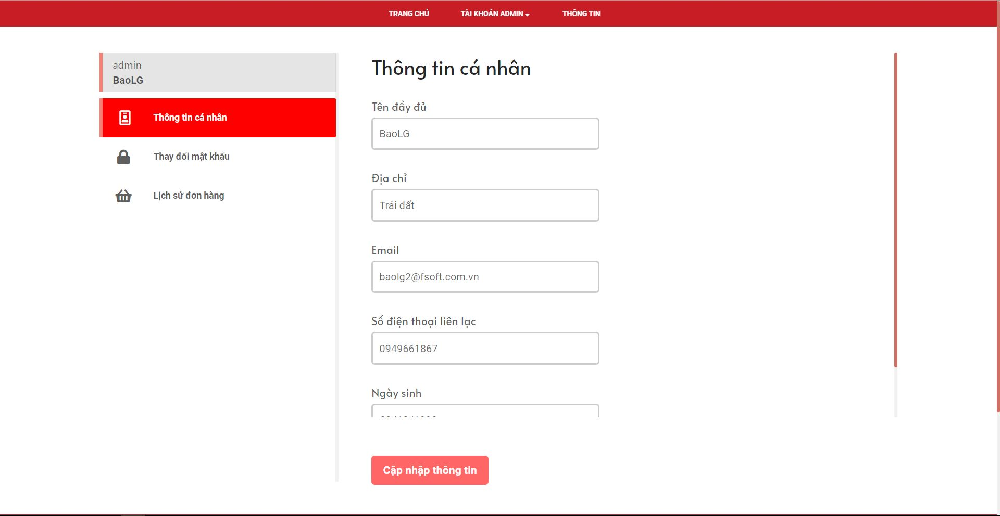 TRANG CHỦ TÀI KHOẢN ADMIN THÔNG TIN
admin
BaoLG
Thông tin cá nhân
Thay đổi mật khẩu
Lịch sử đơn hàng
Thông tin cá nhân
Tên đầy đủ
BaoLG
Địa chỉ
Trái đất
Email
baolg2@fsoft.com.vn
Số điện thoại liên lạc
0949661867
Ngày sinh
Cập nhập thông tin